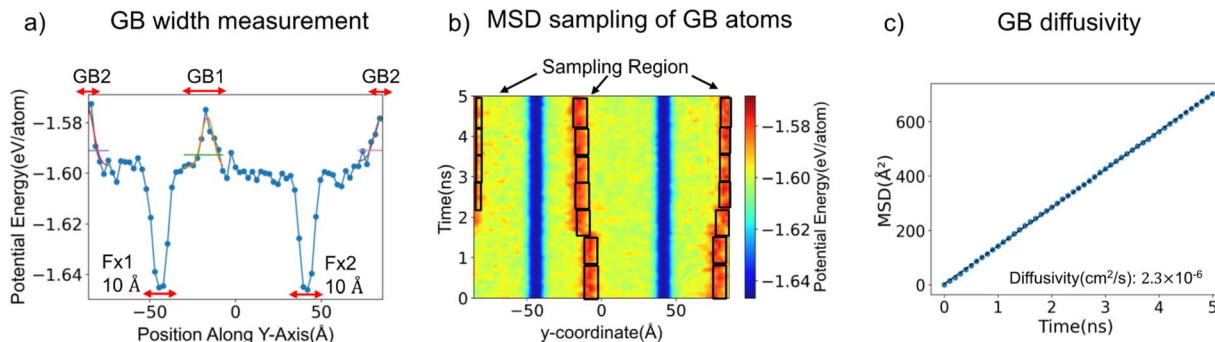 a) GB width measurement
GB2 GB1 GB2
Potential Energy(eV/atom)
−1.58
−1.60
−1.62
−1.64
Fx1
10 Å
Fx2
10 Å
−50 0 50
Position Along Y-Axis(Å)
b) MSD sampling of GB atoms
Sampling Region
Time(ns)
5
4
3
2
1
0
−50 0 50
y-coordinate(Å)
−1.58
−1.60
−1.62
−1.64
Potential Energy(eV/atom)
c) GB diffusivity
MSD(Å²)
600
400
200
0
Diffusivity(cm²/s): 2.3×10⁻⁶
0 1 2 3 4 5
Time(ns)